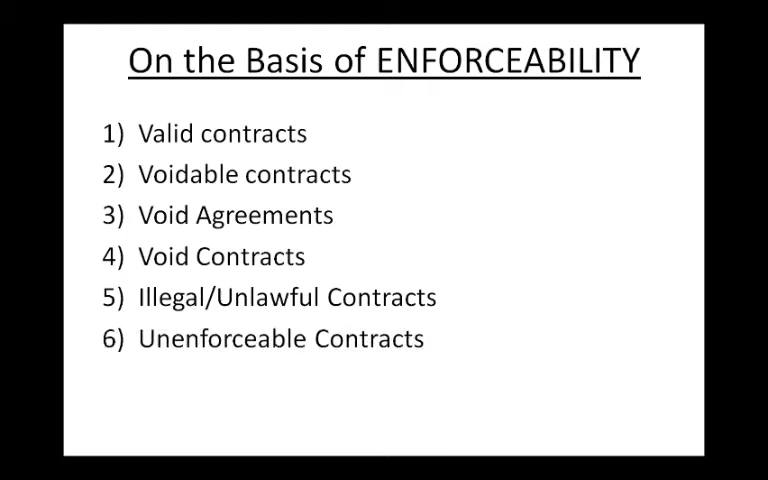 On the Basis of ENFORCEABILITY
1) Valid contracts
2) Voidable contracts
3) Void Agreements
4) Void Contracts
5) Illegal/Unlawful Contracts
6) Unenforceable Contracts